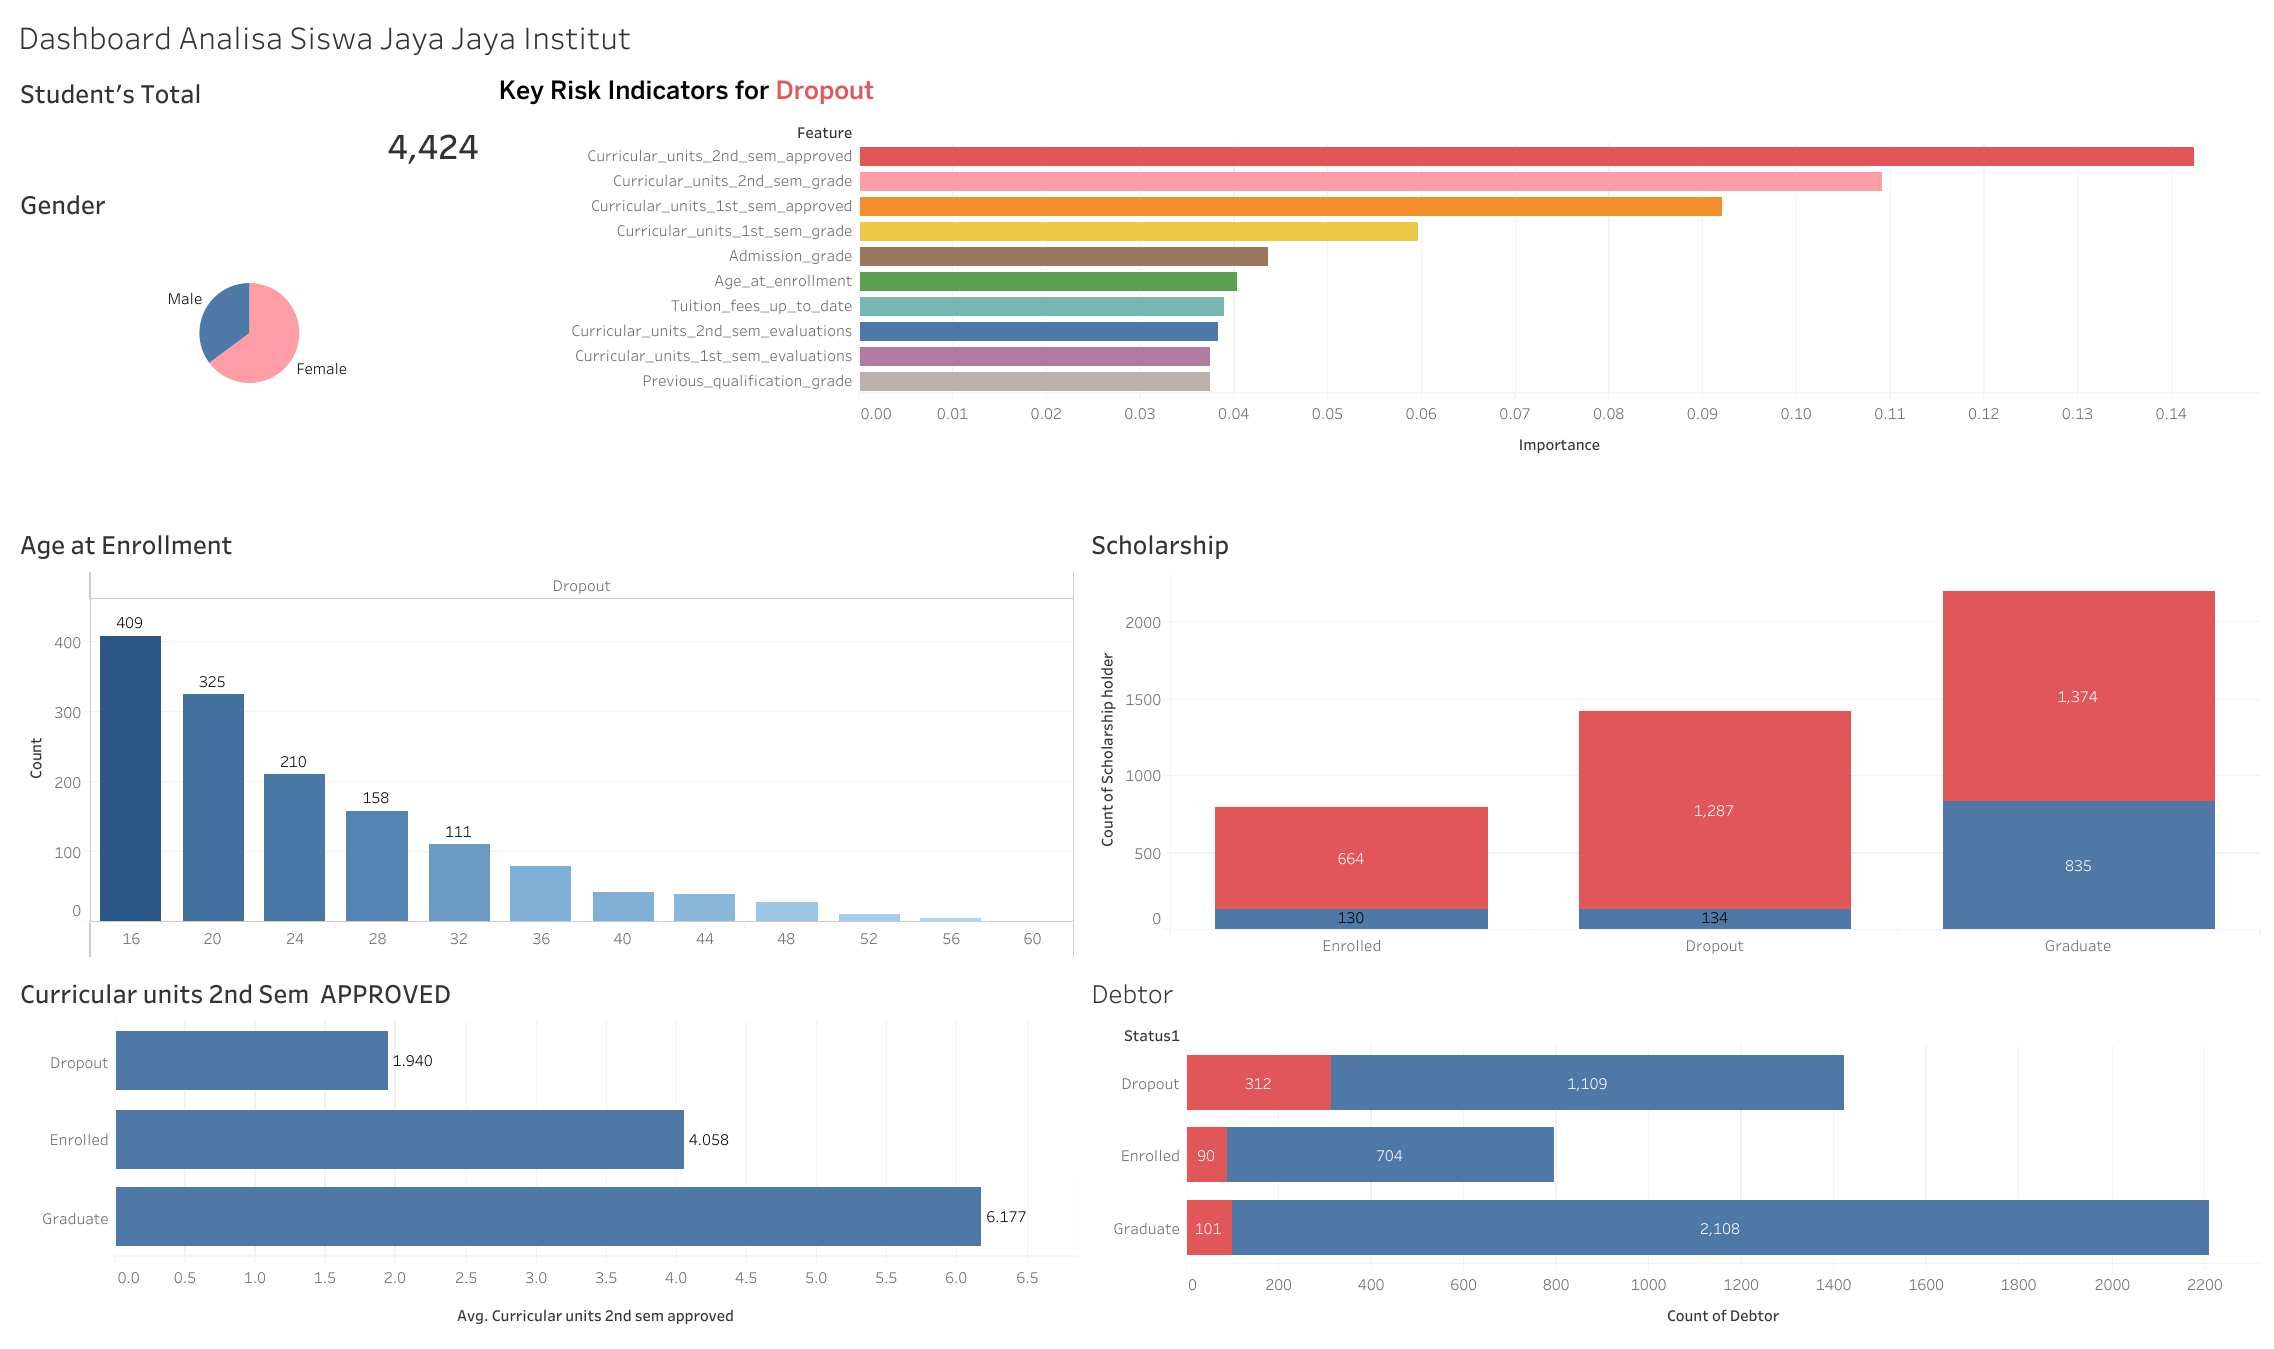 Dashboard Analisa Siswa Jaya Jaya Institut
Student's Total
4,424
Gender
Male
Female
Key Risk Indicators for Dropout
Feature
Curricular_units_2nd_sem_approved
Curricular_units_2nd_sem_grade
Curricular_units_1st_sem_approved
Curricular_units_1st_sem_grade
Admission_grade
Age_at_enrollment
Tuition_fees_up_to_date
Curricular_units_2nd_sem_evaluations
Curricular_units_1st_sem_evaluations
Previous_qualification_grade
0.00 0.01 0.02 0.03 0.04 0.05 0.06 0.07 0.08 0.09 0.10 0.11 0.12 0.13 0.14
Importance
Age at Enrollment
Dropout
Count
400
300
200
100
0
409
325
210
158
111
16 20 24 28 32 36 40 44 48 52 56 60
Scholarship
Count of Scholarship holder
2000
1500
1000
500
0
664
130
1,287
134
1,374
835
Enrolled Dropout Graduate
Curricular units 2nd Sem APPROVED
Dropout 1.940
Enrolled 4.058
Graduate 6.177
0.0 0.5 1.0 1.5 2.0 2.5 3.0 3.5 4.0 4.5 5.0 5.5 6.0 6.5
Avg. Curricular units 2nd sem approved
Debtor
Status1
Dropout 312 1,109
Enrolled 90 704
Graduate 101 2,108
0 200 400 600 800 1000 1200 1400 1600 1800 2000 2200
Count of Debtor